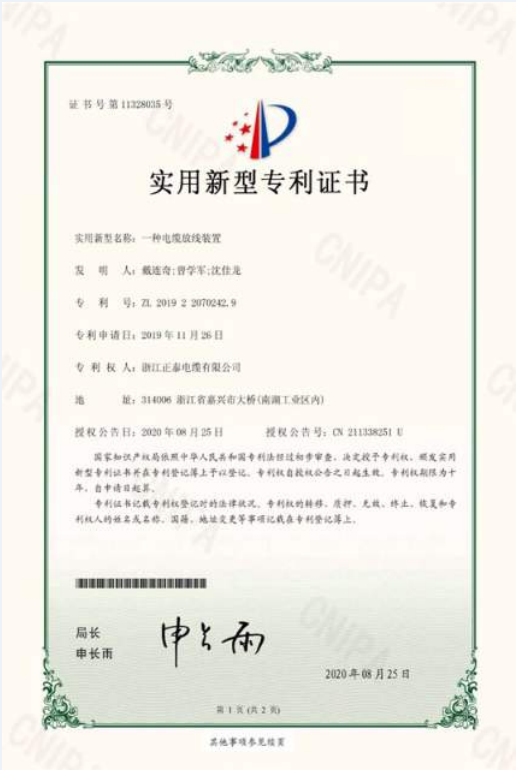 证书号第11328035号
实用新型专利证书
实用新型名称：一种电缆放线装置
发 明 人：戴连奇;曾学军;沈佳龙
专 利 号：ZL 2019 2 2070242.9
专利申请日：2019年11月26日
专 利 权 人：浙江正泰电缆有限公司
地 址：314006 浙江省嘉兴市大桥(南湖工业区内)
授权公告日：2020年08月25日 授权公告号：CN 211338251 U
国家知识产权局依照中华人民共和国专利法经过初步审查，决定授予专利权，颁发实用
新型专利证书并在专利登记簿上予以登记。专利权自授权公告之日起生效。专利权期限为十
年，自申请日起算。
专利证书记载专利权登记时的法律状况。专利权的转移、质押、无效、终止、恢复和专
利权人的姓名或名称、国籍、地址变更等事项记载在专利登记簿上。
局长
申长雨
申长雨
2020年08月25日
第 1 页 (共 2 页)
其他事项参见续页
CNIPA
CNIPA
CNIPA
CNIPA